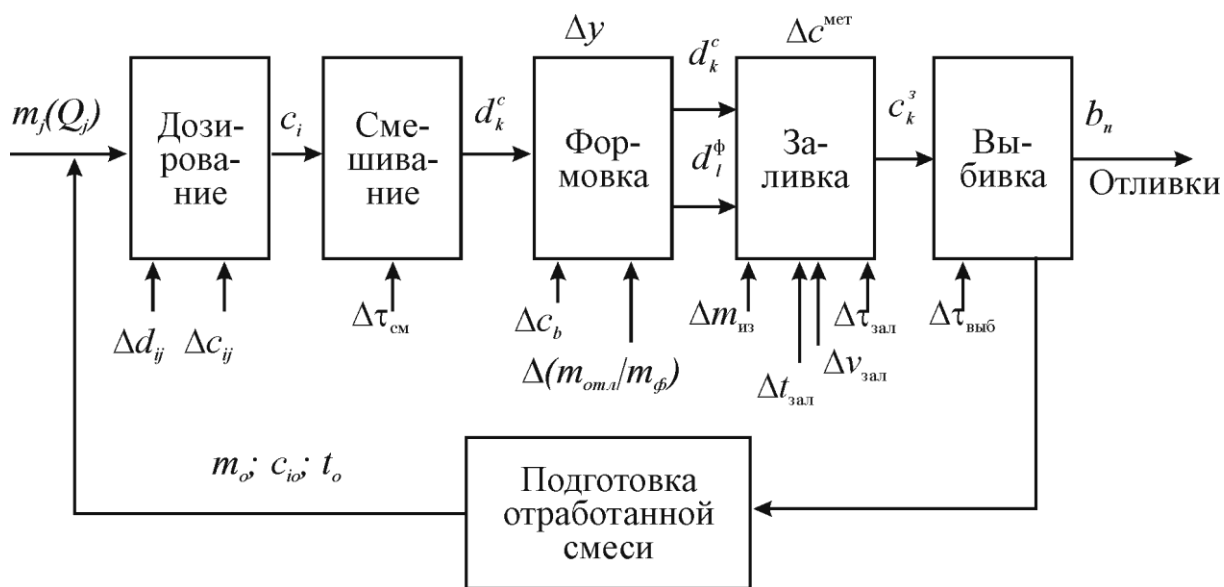 Δy
d_k^c
Δc^мет
m_j(Q_j)
Дози-
рова-
ние
c_i
Сме-
шива-
ние
d_k^c
Фор-
мовка
d_l^ф
За-
ливка
c_k^з
Вы-
бивка
b_n
Отливки
Δd_ij
Δc_ij
Δτ_см
Δc_b
Δ(m_отл/m_ф)
Δm_из
Δt_зал
Δv_зал
Δτ_зал
Δτ_выб
m_o; c_io; t_o
Подготовка
отработанной
смеси